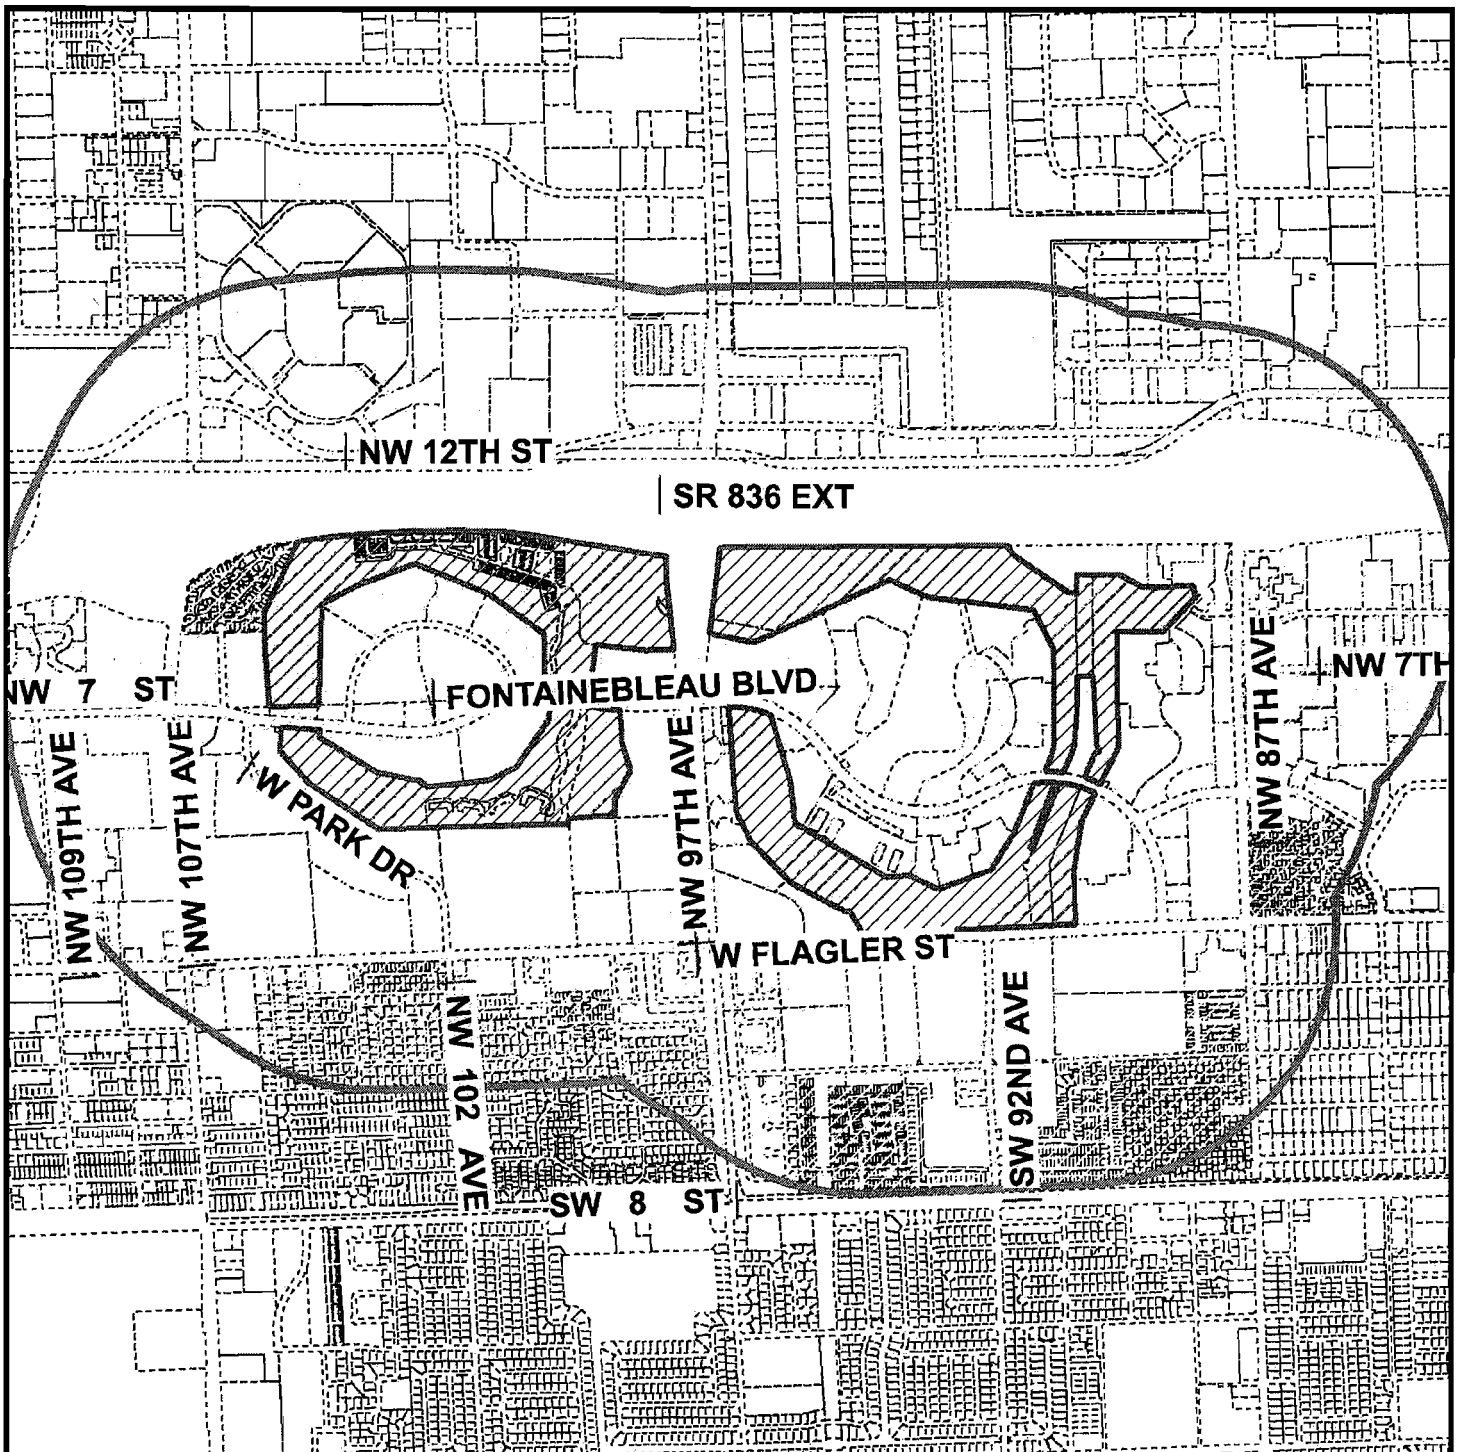 NW 12TH ST
SR 836 EXT
NW 7 ST
FONTAINEBLEAU BLVD
NW 7TH
NW 87TH AVE
NW 109TH AVE
NW 107TH AVE
W PARK DR
NW 97TH AVE
W FLAGLER ST
NW 102 AVE
SW 92ND AVE
SW 8 ST